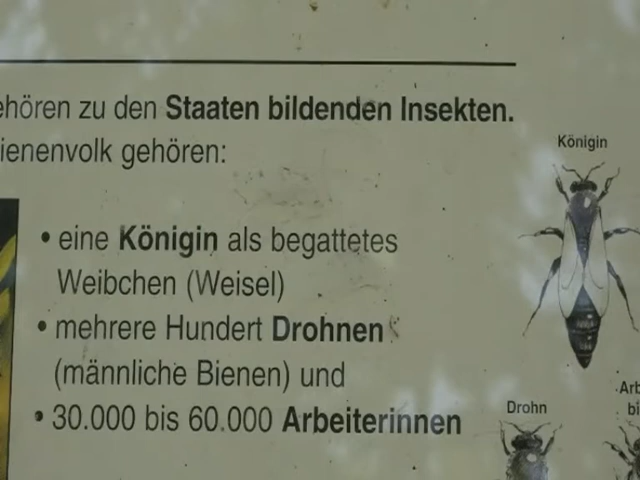 ehören zu den Staaten bildenden Insekten.
ienenvolk gehören:
Königin
• eine Königin als begattetes
Weibchen (Weisel)
• mehrere Hundert Drohnen
(männliche Bienen) und
• 30.000 bis 60.000 Arbeiterinnen
Drohn
Arb
bi